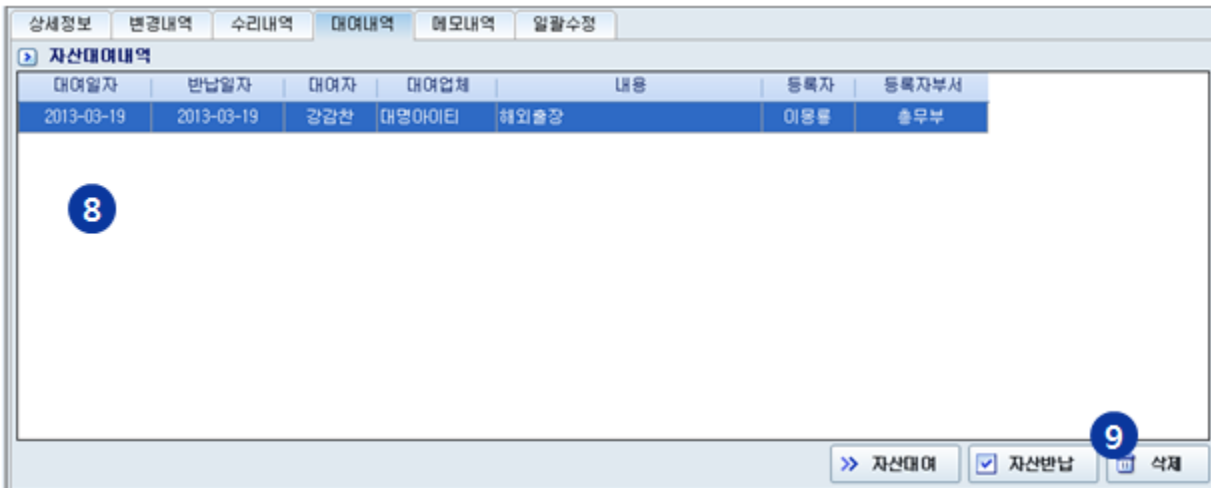 상세정보 변경내역 수리내역 대여내역 메모내역 일괄수정
자산대여내역
대여일자 반납일자 대여자 대여업체 내용 등록자 등록자부서
2013-03-19 2013-03-19 강감찬 대명아이티 해외출장 이몽룡 총무부
8
9
자산대여 자산반납 삭제